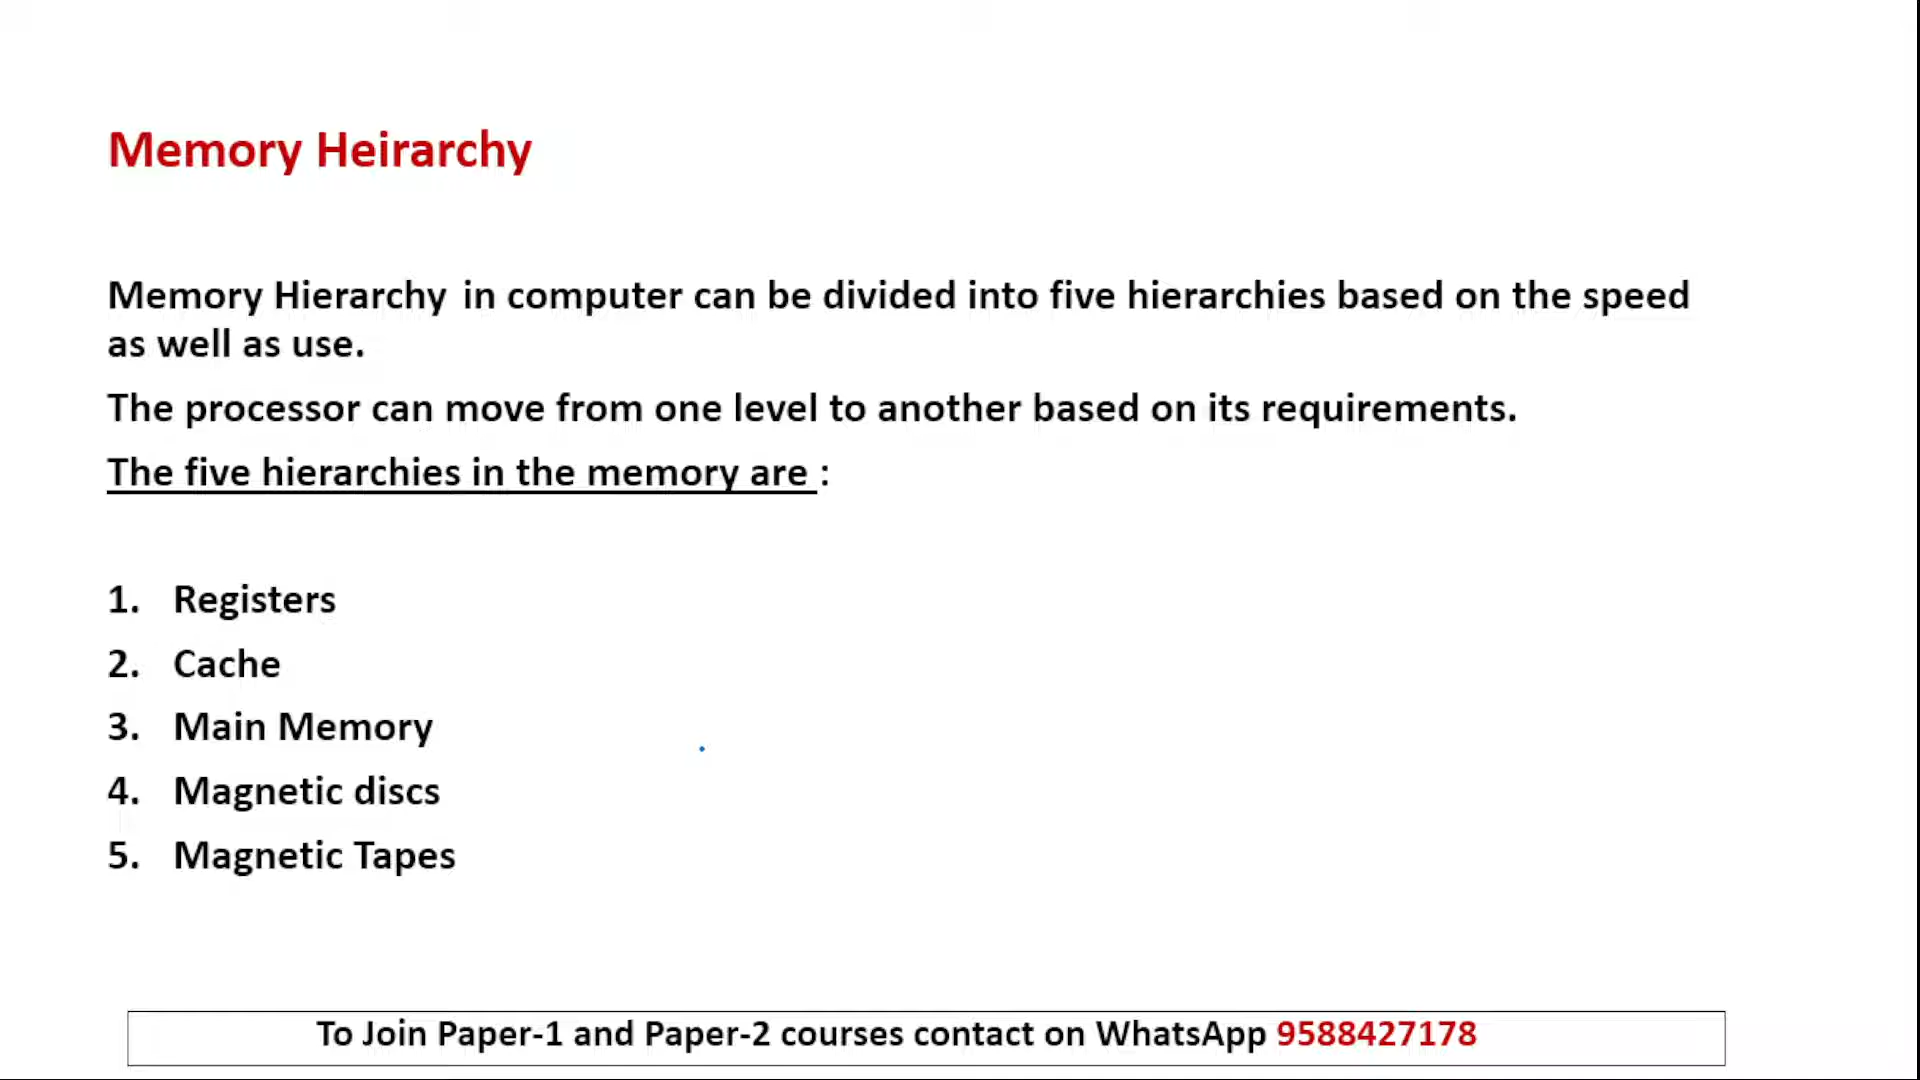 Memory Heirarchy
Memory Hierarchy in computer can be divided into five hierarchies based on the speed
as well as use.
The processor can move from one level to another based on its requirements.
The five hierarchies in the memory are :
1. Registers
2. Cache
3. Main Memory
4. Magnetic discs
5. Magnetic Tapes
To Join Paper-1 and Paper-2 courses contact on WhatsApp 9588427178